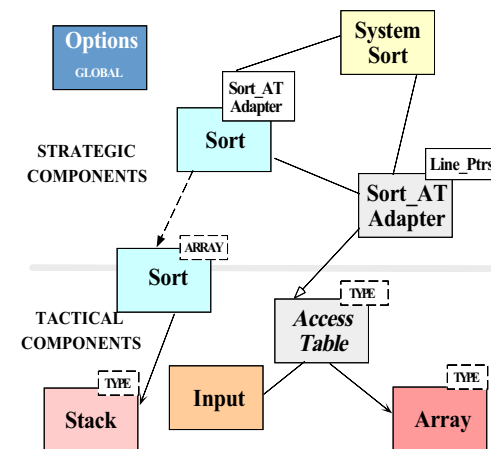 Options
GLOBAL
System
Sort
Sort_AT
Adapter
Sort
Line_Ptrs
STRATEGIC
COMPONENTS
Sort_AT
Adapter
ARRAY
Sort
TYPE
TACTICAL
COMPONENTS
Access
Table
TYPE
Stack
Input
TYPE
Array